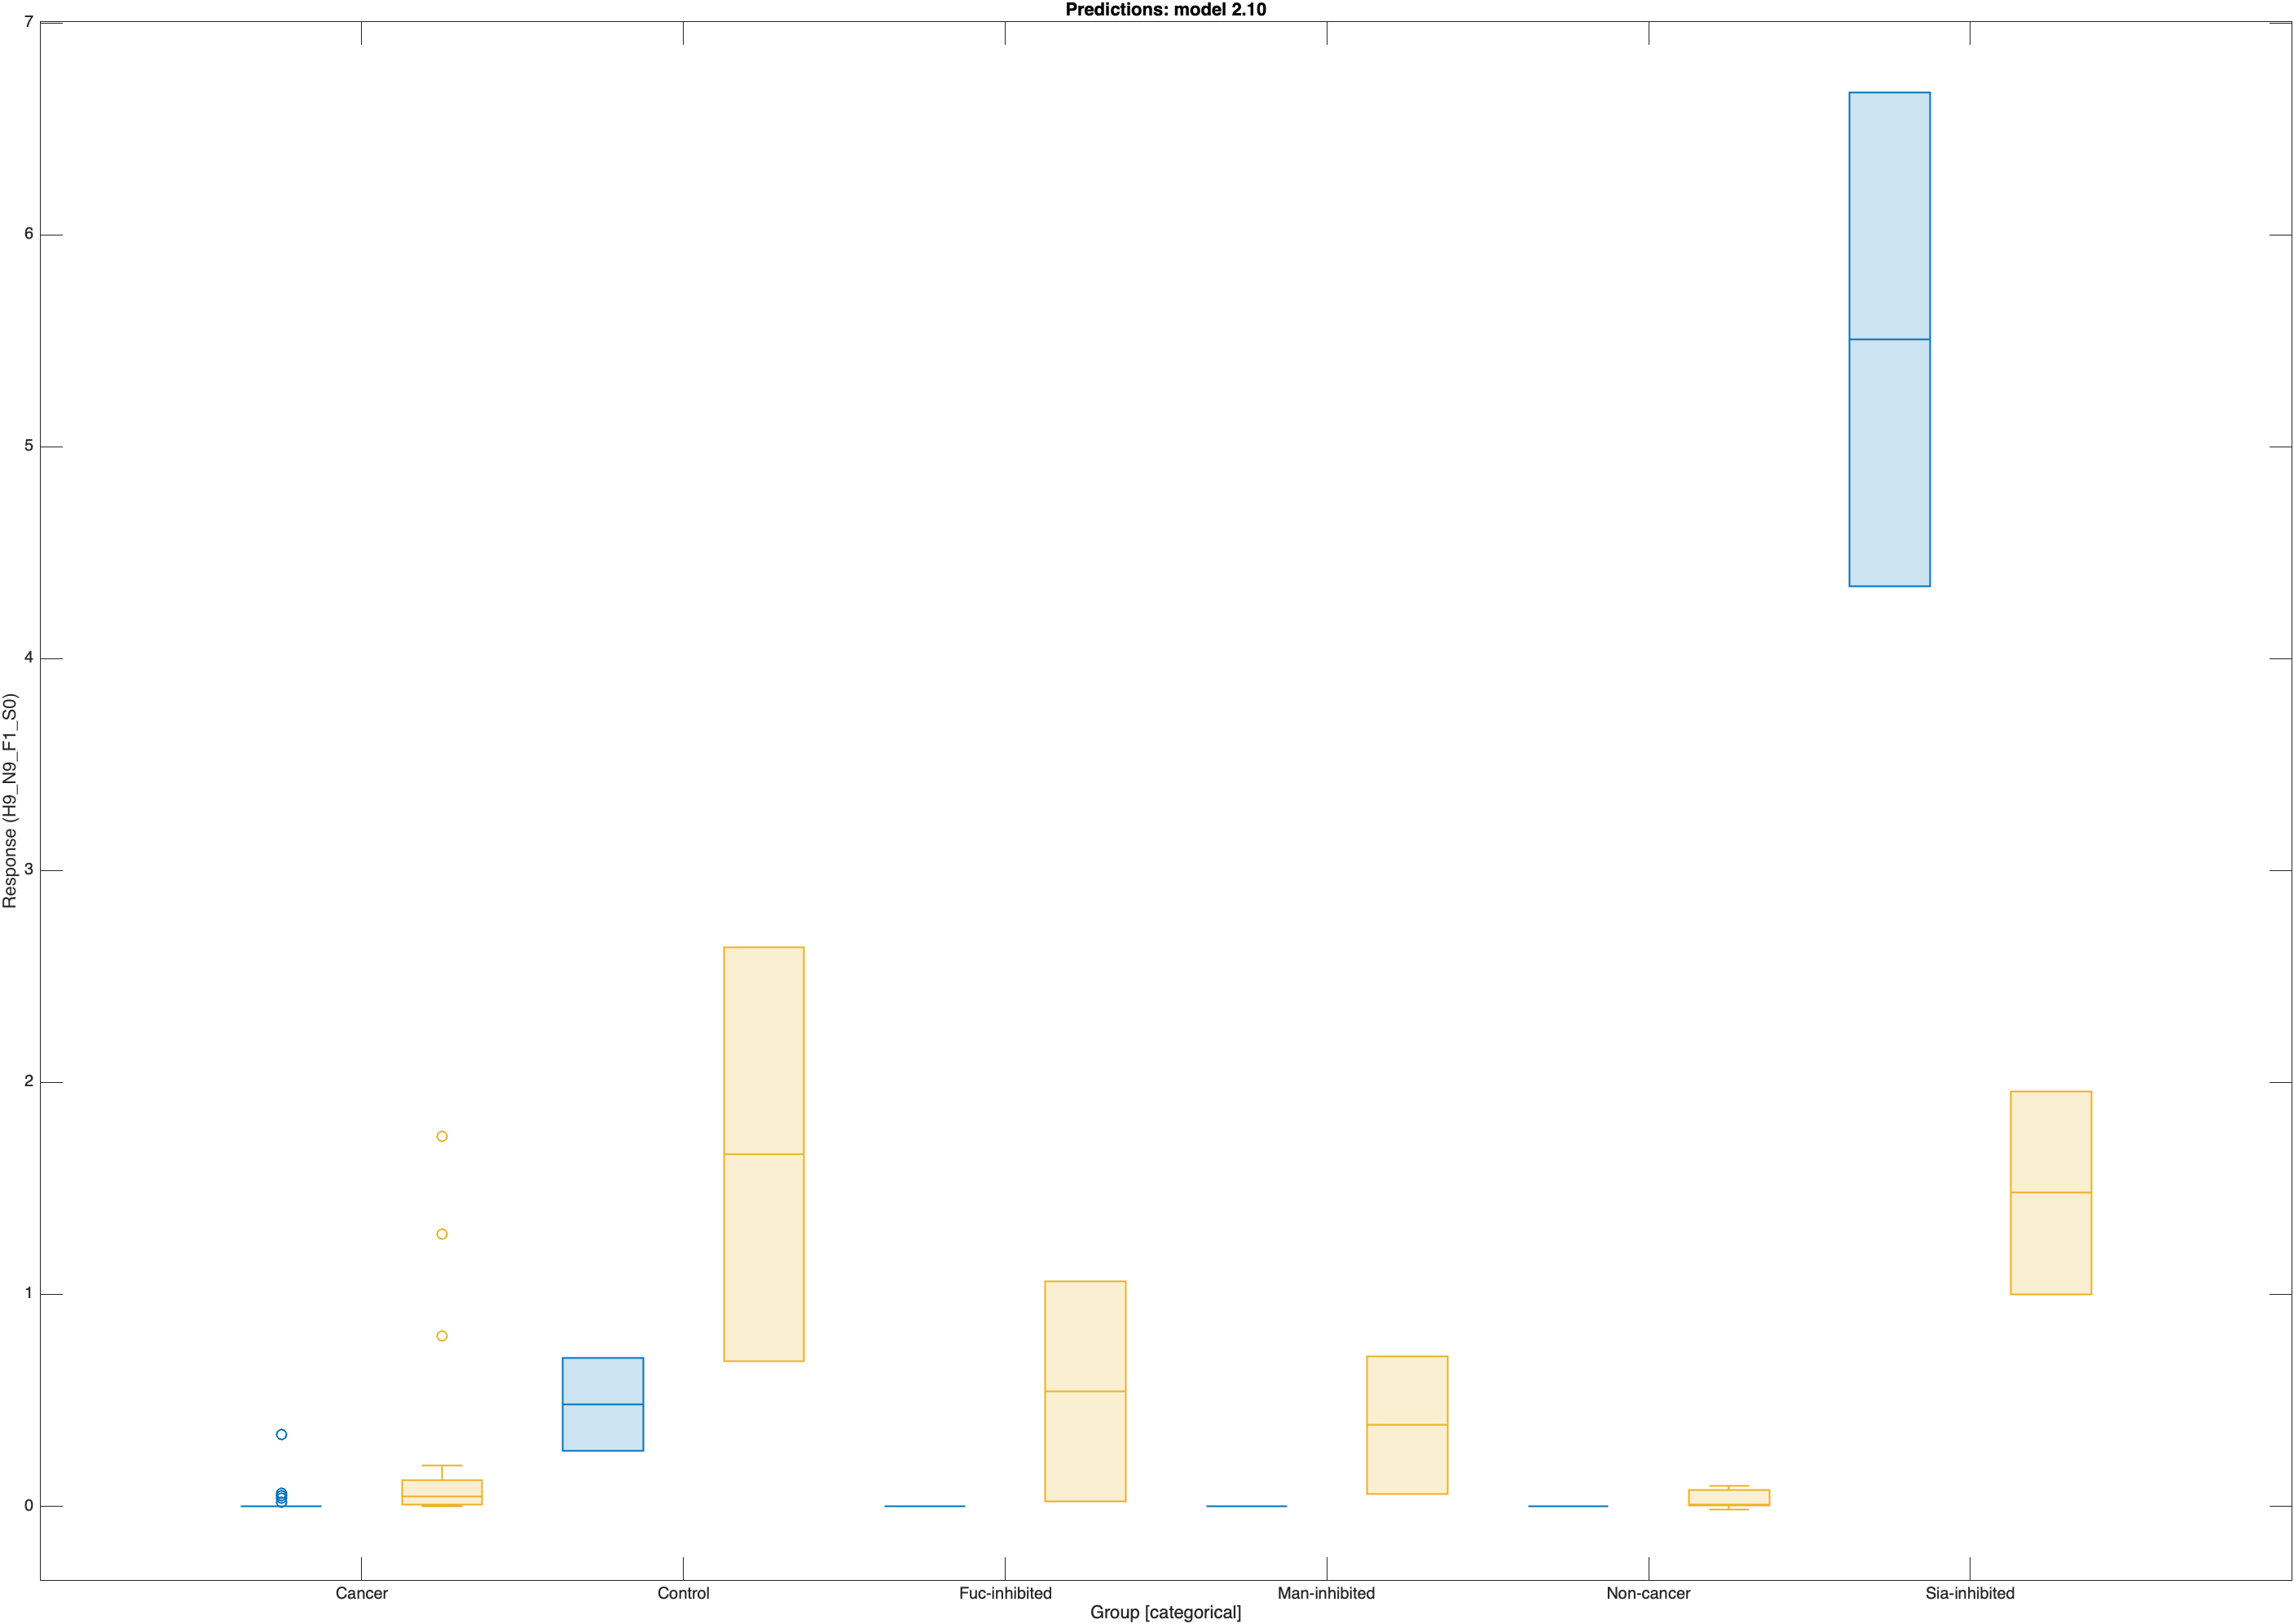 Predictions: model 2.10
7
6
5
4
3
2
1
0
Response (H9_N9_F1_S0)
Cancer
Control
Fuc-inhibited
Man-inhibited
Non-cancer
Sia-inhibited
Group [categorical]